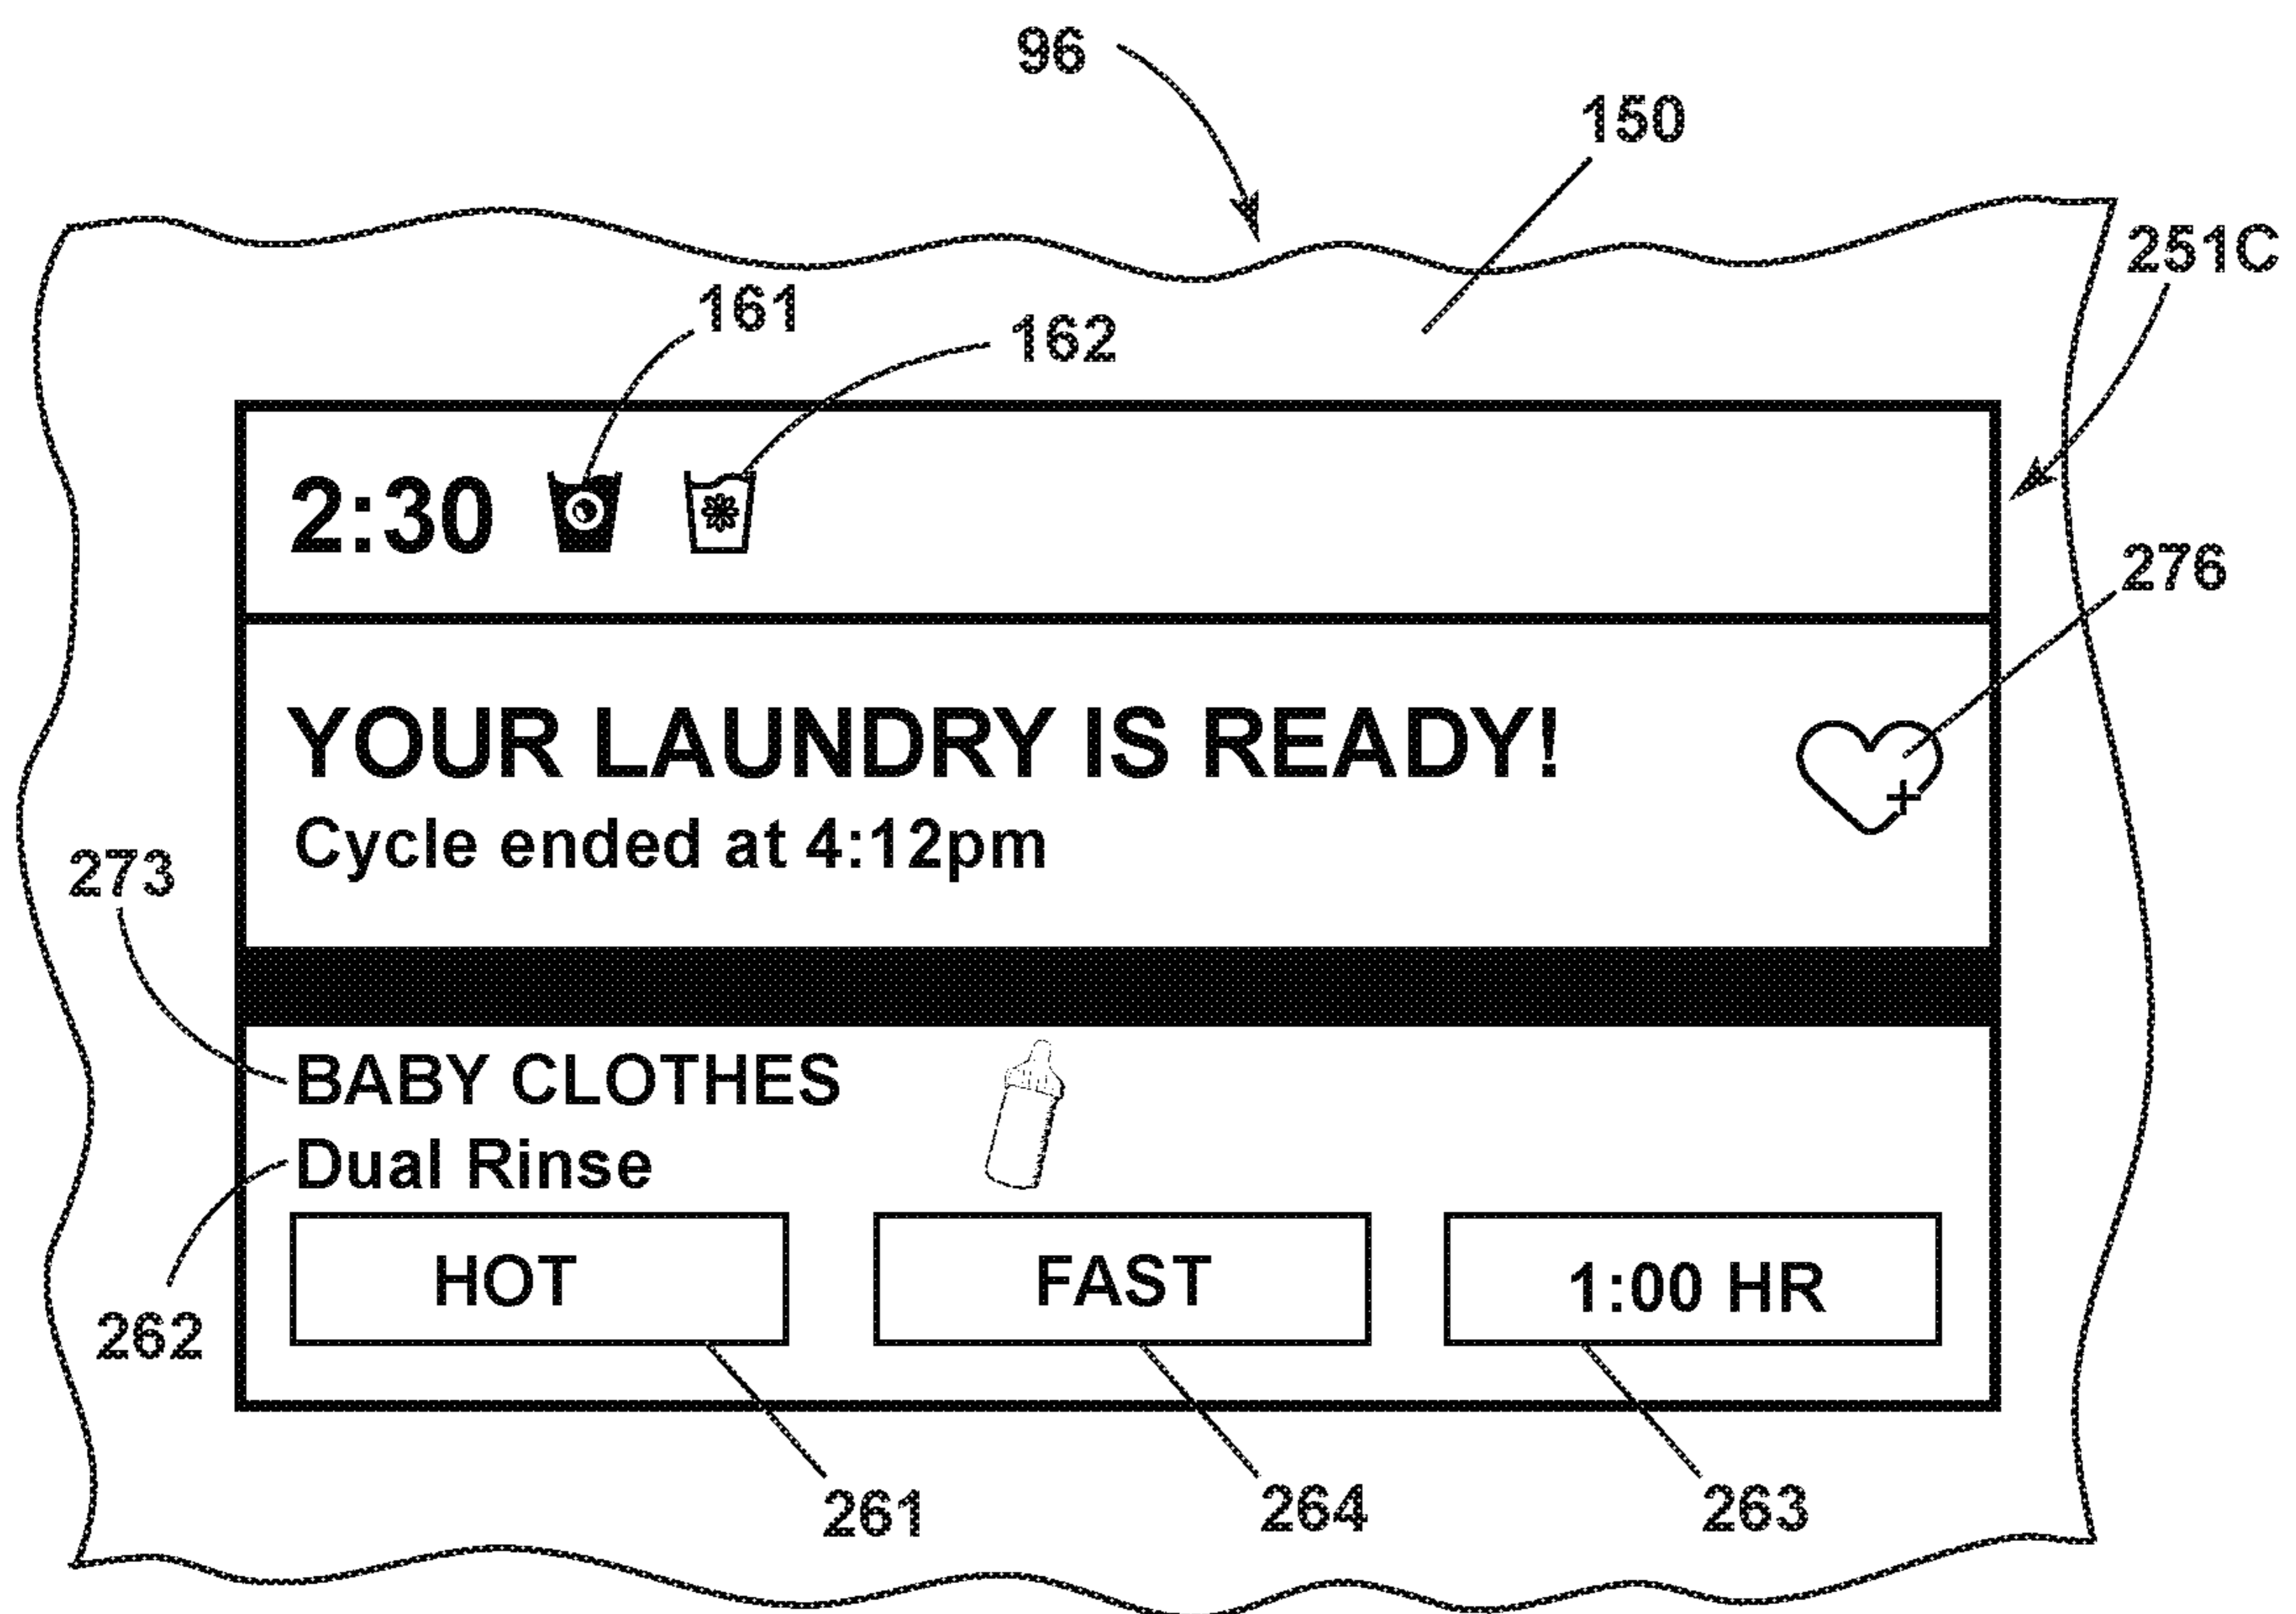 96
150
251C
161
162
2:30
276
YOUR LAUNDRY IS READY!
Cycle ended at 4:12pm
273
BABY CLOTHES
Dual Rinse
262
HOT
FAST
1:00 HR
261
264
263